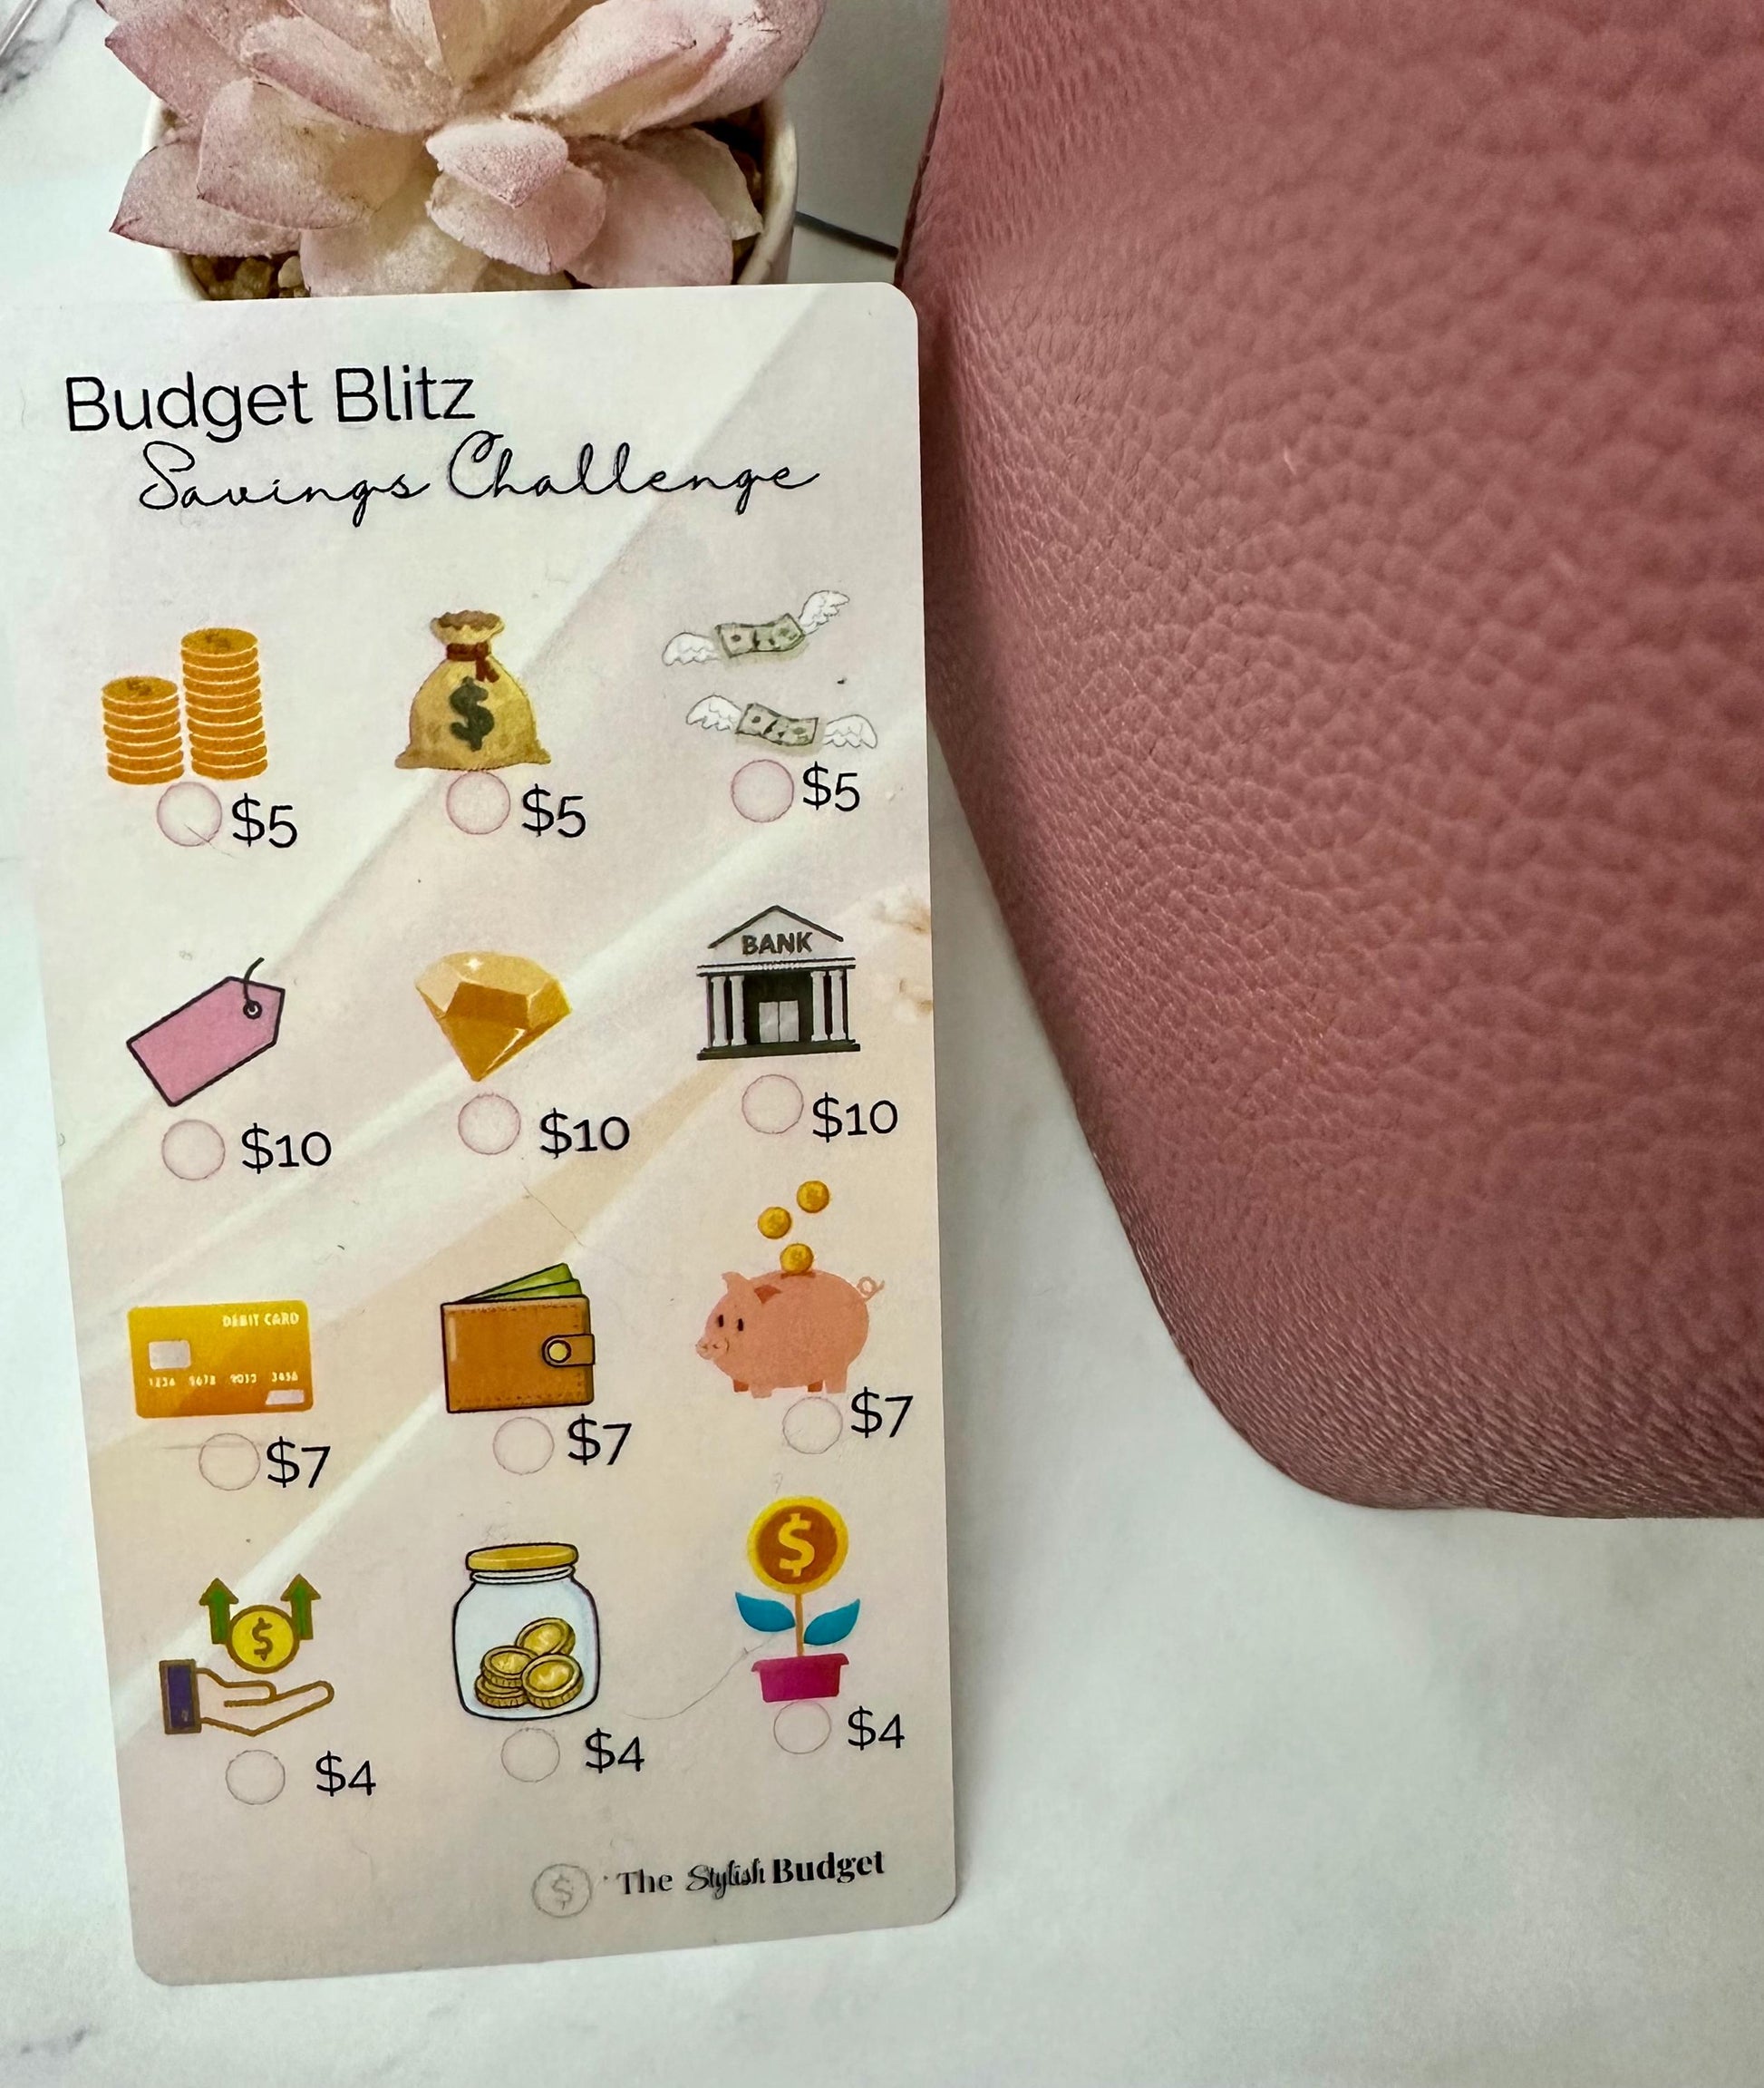 Budget Blitz
Savings Challenge
$
$5 $5 $5
BANK
$10 $10 $10
DEBIT CARD
$7 $7 $7
$
$
$4 $4 $4
$ The Stylish Budget